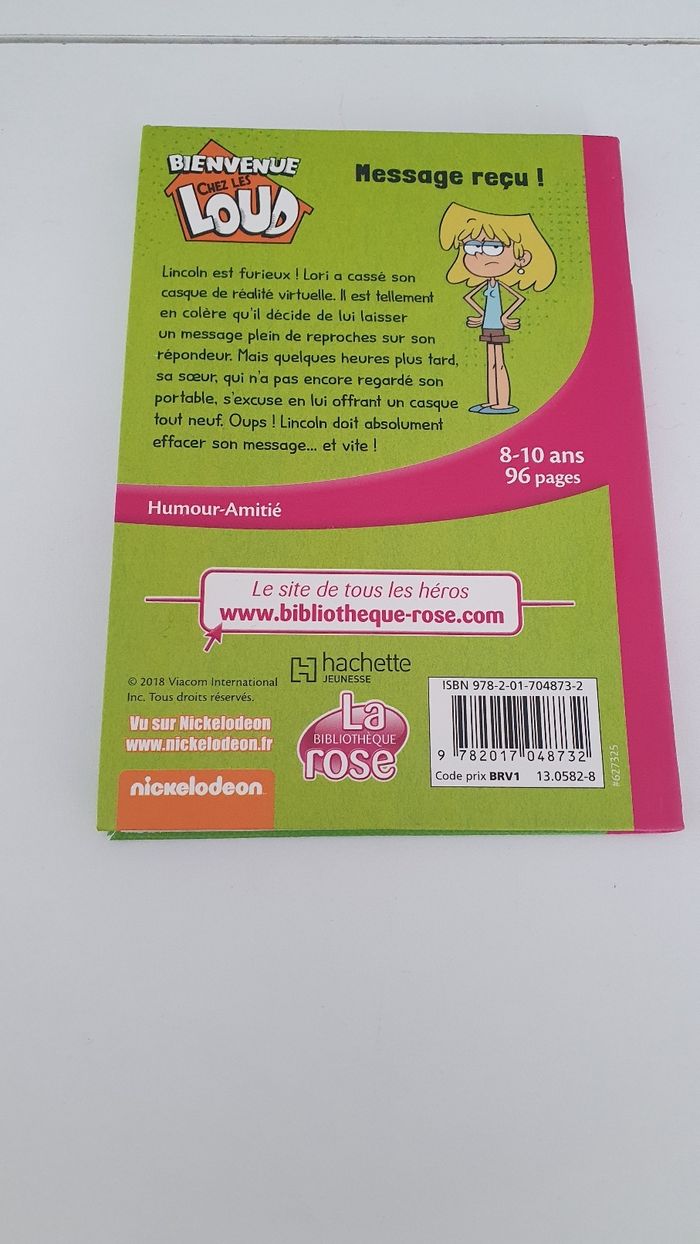 BIENVENUE
CHEZ LES
LOUD
Message reçu !
Lincoln est furieux ! Lori a cassé son
casque de réalité virtuelle. Il est tellement
en colère qu'il décide de lui laisser
un message plein de reproches sur son
répondeur. Mais quelques heures plus tard,
sa sœur, qui n'a pas encore regardé son
portable, s'excuse en lui offrant un casque
tout neuf. Oups ! Lincoln doit absolument
effacer son message... et vite !
8-10 ans
96 pages
Humour-Amitié
Le site de tous les héros
www.bibliotheque-rose.com
hachette
JEUNESSE
© 2018 Viacom International
Inc. Tous droits réservés.
Vu sur Nickelodeon
www.nickelodeon.fr
nickelodeon
La
BIBLIOTHÈQUE
rose
ISBN 978-2-01-704873-2
9 782017 048732
Code prix BRV1 13.0582-8
#627325